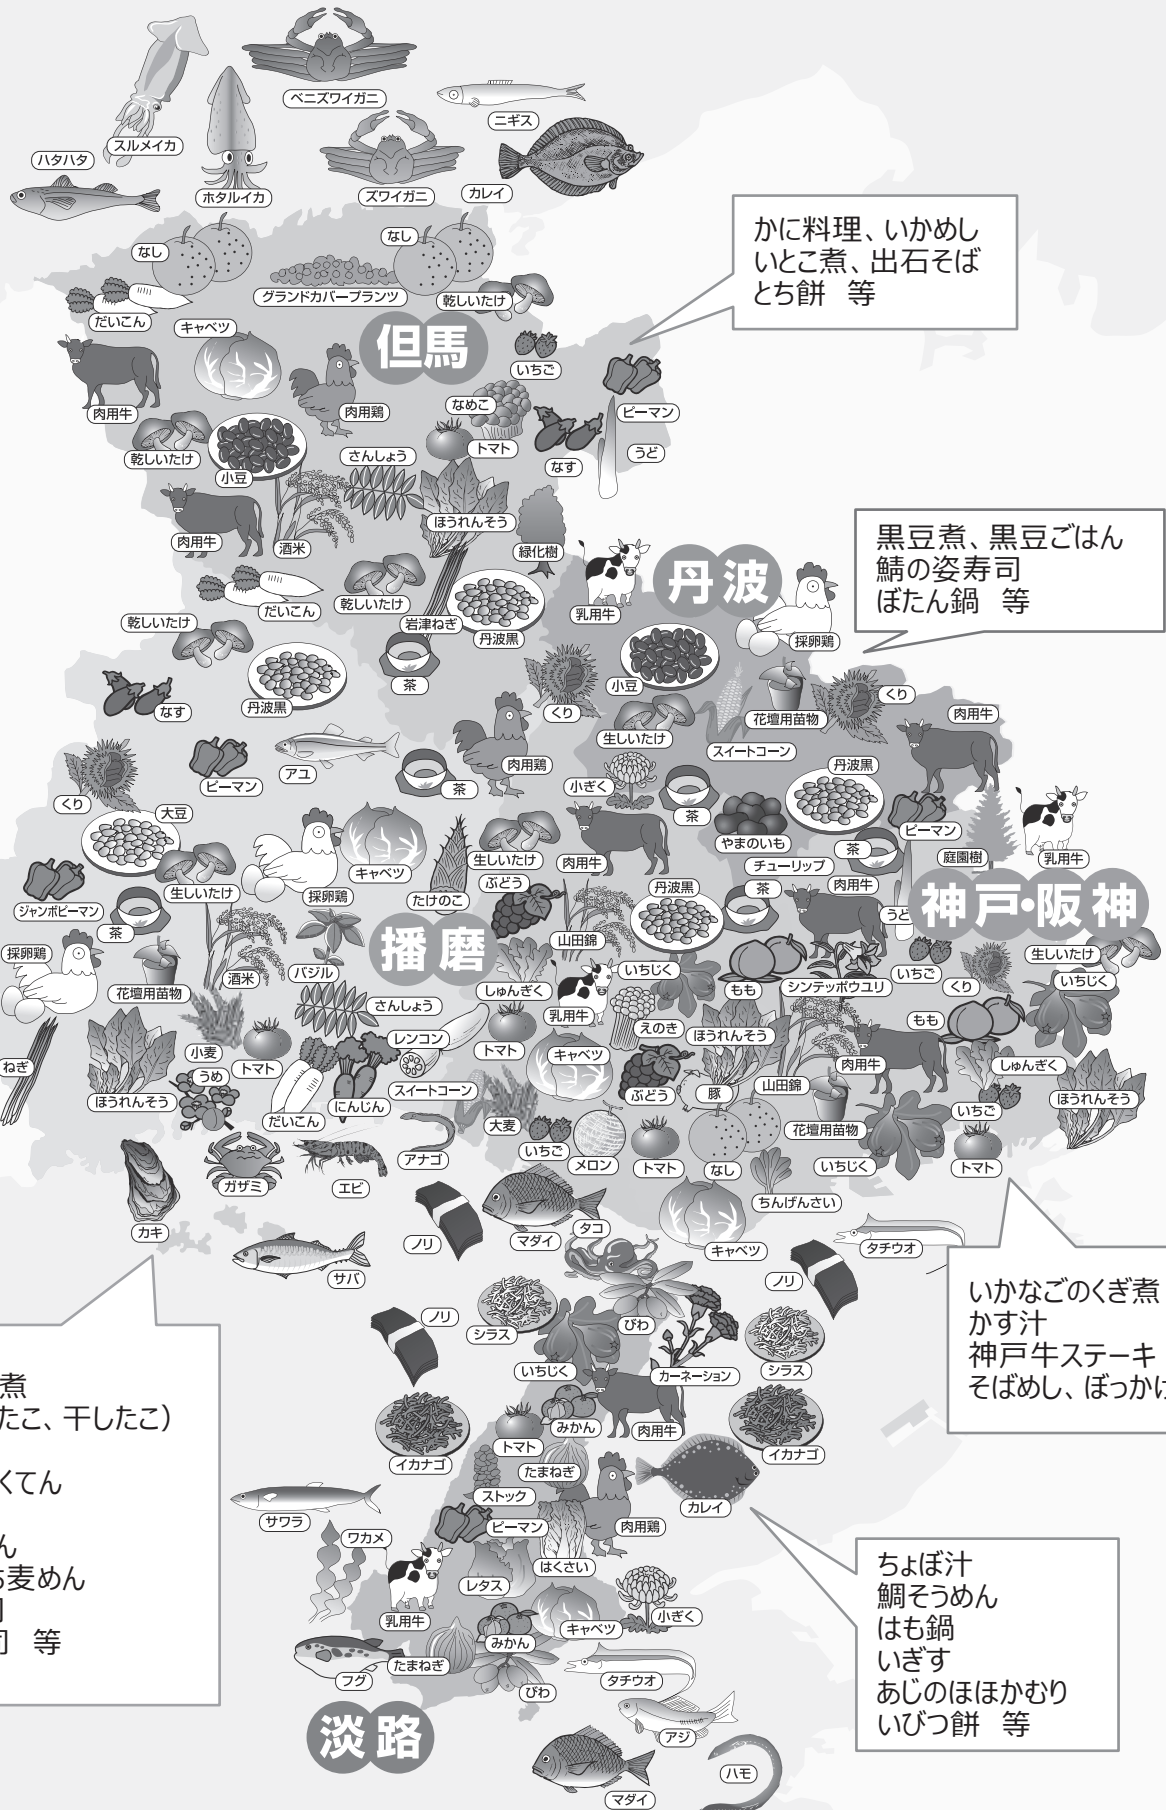 ベニズワイガニ
スルメイカ
ニギス
ハタハタ
ホタルイカ
ズワイガニ
カレイ
なし
なし
グランドカバープランツ
乾しいたけ
だいこん
キャベツ
但馬
いちご
肉用牛
肉用鶏
なめこ
ピーマン
乾しいたけ
トマト
うど
さんしょう
なす
小豆
かに料理、いかめし
いとこ煮、出石そば
とち餅 等
肉用牛
酒米
ほうれんそう
緑化樹
だいこん
乾しいたけ
岩津ねぎ
丹波黒
乳用牛
丹波
採卵鶏
黒豆煮、黒豆ごはん
鯖の姿寿司
ぼたん鍋 等
乾しいたけ
丹波黒
茶
なす
くり
小豆
花壇用苗物
くり
肉用牛
生しいたけ
スイートコーン
ピーマン
アユ
肉用鶏
小ぎく
丹波黒
くり
茶
大豆
茶
やまのいも
ピーマン
キャベツ
生しいたけ
肉用牛
チューリップ
茶
庭園樹
乳用牛
ジャンボピーマン
生しいたけ
採卵鶏
たけのこ
ぶどう
丹波黒
茶
肉用牛
うど
神戸・阪神
茶
播磨
山田錦
採卵鶏
花壇用苗物
酒米
バジル
しゅんぎく
いちじく
もも
シンテッポウユリ
いちご
くり
生しいたけ
いちじく
さんしょう
乳用牛
えのき
ほうれんそう
もも
ねぎ
小麦
トマト
レンコン
トマト
キャベツ
肉用牛
しゅんぎく
ほうれんそう
うめ
だいこん
にんじん
スイートコーン
ぶどう
豚
山田錦
いちご
ほうれんそう
大麦
花壇用苗物
いちご
メロン
トマト
なし
いちじく
トマト
アナゴ
ガザミ
エビ
ちんげんさい
カキ
サバ
ノリ
マダイ
タコ
キャベツ
タチウオ
ノリ
ノリ
シラス
びわ
いちじく
カーネーション
シラス
いかなごのくぎ煮
かす汁
神戸牛ステーキ
そばめし、ぼっかけ
煮
たこ、干したこ）
くてん
ん
麦めん
等
イカナゴ
トマト
みかん
肉用牛
イカナゴ
たまねぎ
ストック
カレイ
サワラ
ワカメ
ピーマン
肉用鶏
はくさい
レタス
乳用牛
小ぎく
みかん
キャベツ
フグ
たまねぎ
びわ
タチウオ
ちょぼ汁
鯛そうめん
はも鍋
いぎす
あじのほほかむり
いびつ餅 等
淡路
アジ
ハモ
マダイ